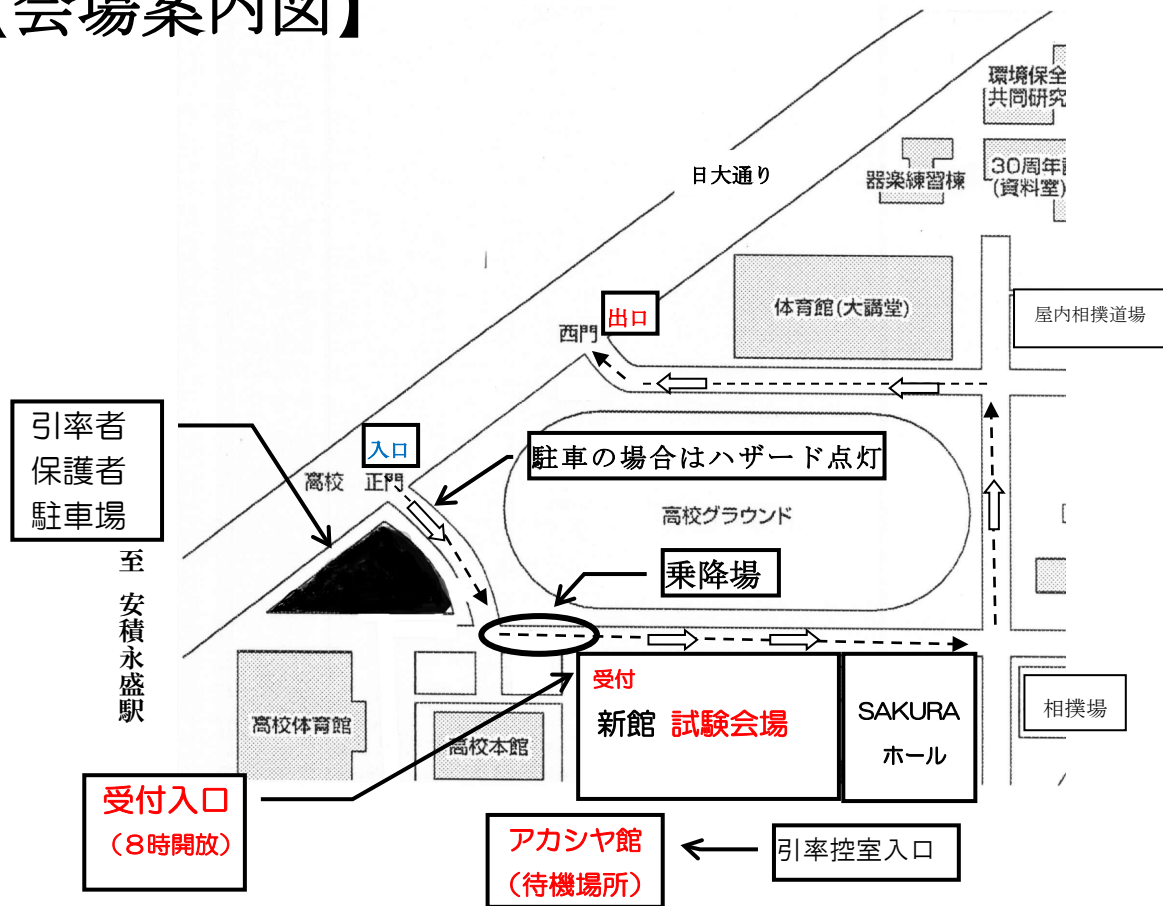 【会場案内図】
環境保全
共同研究
日大通り
器楽練習棟
30周年
(資料室)
体育館(大講堂)
屋内相撲道場
出口
西門
引率者
保護者
駐車場
入口
高校 正門
駐車の場合はハザード点灯
高校グラウンド
乗降場
至 安積永盛駅
受付
新館 試験会場
SAKURA
ホール
相撲場
高校体育館
高校本館
受付入口
（８時開放）
アカシヤ館
（待機場所）
引率控室入口